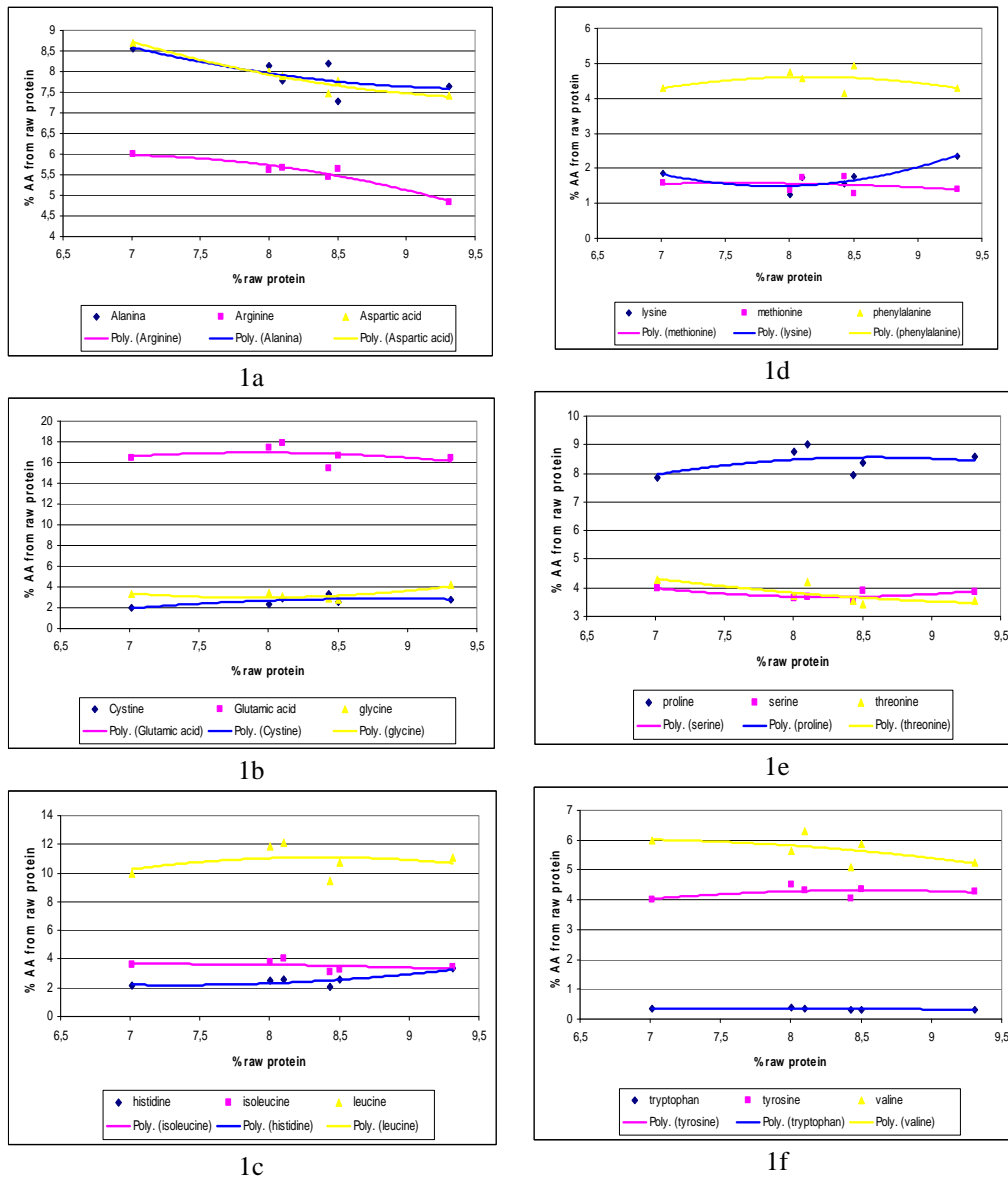 % AA from raw protein
9
8,5
8
7,5
7
6,5
6
5,5
5
4,5
4
6,5 7 7,5 8 8,5 9 9,5
% raw protein
Alanina Arginine Aspartic acid
Poly. (Arginine) Poly. (Alanina) Poly. (Aspartic acid)
1a
% AA from raw protein
6
5
4
3
2
1
0
6,5 7 7,5 8 8,5 9 9,5
% raw protein
lysine methionine phenylalanine
Poly. (methionine) Poly. (lysine) Poly. (phenylalanine)
1d
% AA from raw protein
20
18
16
14
12
10
8
6
4
2
0
6,5 7 7,5 8 8,5 9 9,5
% raw protein
Cystine Glutamic acid glycine
Poly. (Glutamic acid) Poly. (Cystine) Poly. (glycine)
1b
% AA from raw protein
10
9
8
7
6
5
4
3
6,5 7 7,5 8 8,5 9 9,5
% raw protein
proline serine threonine
Poly. (serine) Poly. (proline) Poly. (threonine)
1e
% AA from raw protein
14
12
10
8
6
4
2
0
6,5 7 7,5 8 8,5 9 9,5
% raw protein
histidine isoleucine leucine
Poly. (isoleucine) Poly. (histidine) Poly. (leucine)
1c
% AA from raw protein
7
6
5
4
3
2
1
0
6,5 7 7,5 8 8,5 9 9,5
% raw protein
tryptophan tyrosine valine
Poly. (tyrosine) Poly. (tryptophan) Poly. (valine)
1f